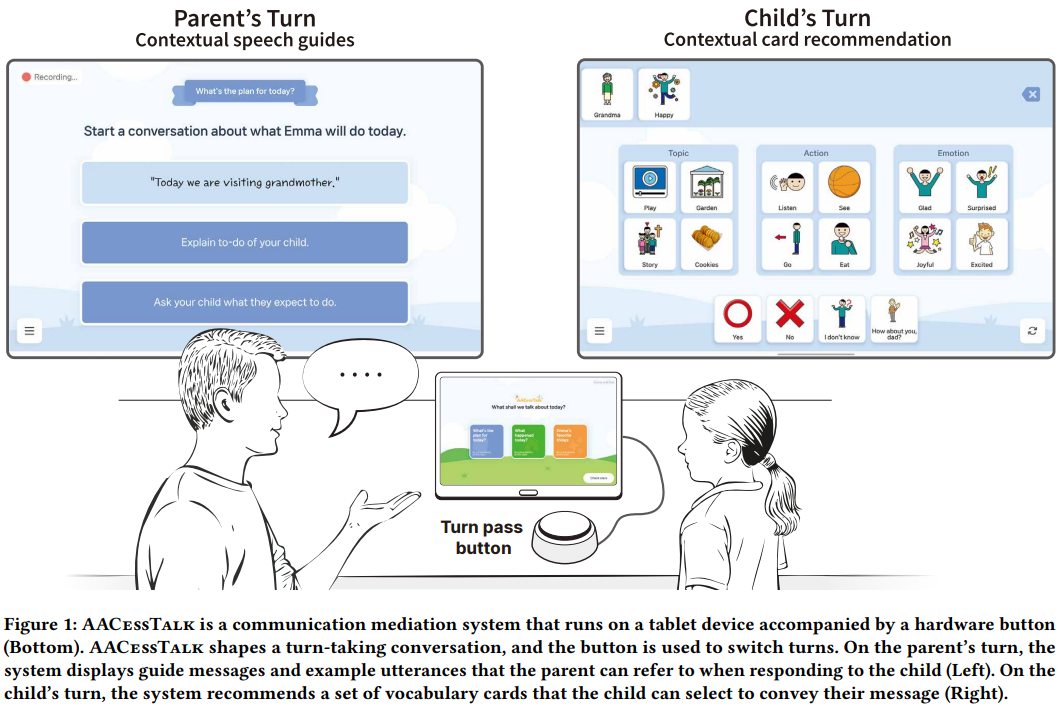 Parent's Turn
Contextual speech guides
Child's Turn
Contextual card recommendation
Recording...
What's the plan for today?
Start a conversation about what Emma will do today.
"Today we are visiting grandmother."
Explain to-do of your child.
Ask your child what they expect to do.
Grandma
Happy
Topic
Action
Emotion
Play
Garden
Listen
See
Glad
Surprised
Story
Cookies
Go
Eat
Joyful
Excited
Yes
No
I don't know
How about you,
dad?
....
What shall we talk about today?
What's the
plan for
today?
What
happened
today?
Emma's
favorite
things
Turn pass
button
Figure 1: AACessTalk is a communication mediation system that runs on a tablet device accompanied by a hardware button
(Bottom). AACessTalk shapes a turn-taking conversation, and the button is used to switch turns. On the parent's turn, the
system displays guide messages and example utterances that the parent can refer to when responding to the child (Left). On the
child's turn, the system recommends a set of vocabulary cards that the child can select to convey their message (Right).